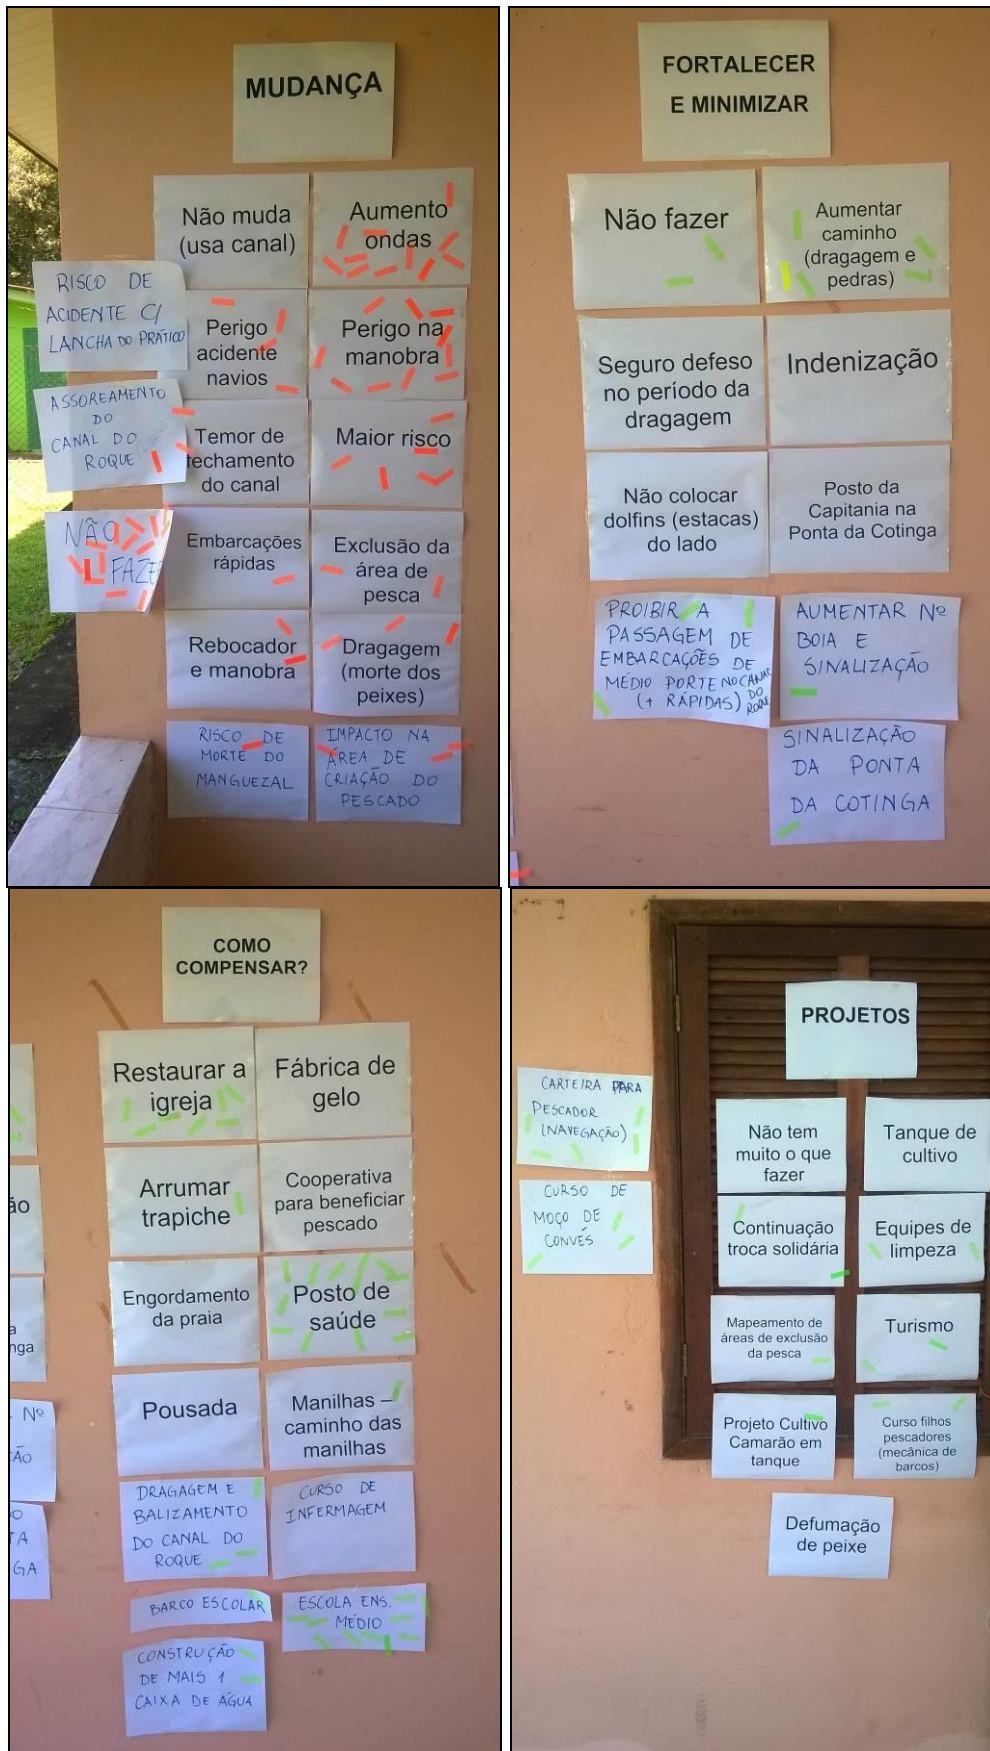 MUDANÇA
Não muda
(usa canal)
Aumento
ondas
RISCO DE
ACIDENTE C/
LANCHA DO PRÁTICO
Perigo
acidente
navios
Perigo na
manobra
ASSOREAMENTO
DO
CANAL DO
ROQUE
Temor de
fechamento
do canal
Maior risco
NÃO
FAZER
Embarcações
rápidas
Exclusão da
área de
pesca
Rebocador
e manobra
Dragagem
(morte dos
peixes)
RISCO DE
MORTE DO
MANGUEZAL
IMPACTO NA
ÁREA DE
CRIAÇÃO DO
PESCADO
FORTALECER
E MINIMIZAR
Não fazer
Aumentar
caminho
(dragagem e
pedras)
Seguro defeso
no período da
dragagem
Indenização
Não colocar
dolfins (estacas)
do lado
Posto da
Capitania na
Ponta da Cotinga
PROIBIR A
PASSAGEM DE
EMBARCAÇÕES DE
MÉDIO PORTE NO CANAL
(+ RÁPIDAS) DO
ROQUE
AUMENTAR Nº
BOIA E
SINALIZAÇÃO
SINALIZAÇÃO
DA PONTA
DA COTINGA
COMO
COMPENSAR?
Restaurar a
igreja
Fábrica de
gelo
Arrumar
trapiche
Cooperativa
para beneficiar
pescado
Engordamento
da praia
Posto de
saúde
Pousada
Manilhas –
caminho das
manilhas
DRAGAGEM E
BALIZAMENTO
DO CANAL DO
ROQUE
CURSO DE
INFERMAGEM
BARCO ESCOLAR
ESCOLA ENS.
MÉDIO
CONSTRUÇÃO
DE MAIS 1
CAIXA DE ÁGUA
ão
a
nga
Nº
ÃO
O
TA
GA
PROJETOS
CARTEIRA PARA
PESCADOR
(NAVEGAÇÃO)
CURSO DE
MOÇO DE
CONVÉS
Não tem
muito o que
fazer
Tanque de
cultivo
Continuação
troca solidária
Equipes de
limpeza
Mapeamento de
áreas de exclusão
da pesca
Turismo
Projeto Cultivo
Camarão em
tanque
Curso filhos
pescadores
(mecânica de
barcos)
Defumação
de peixe